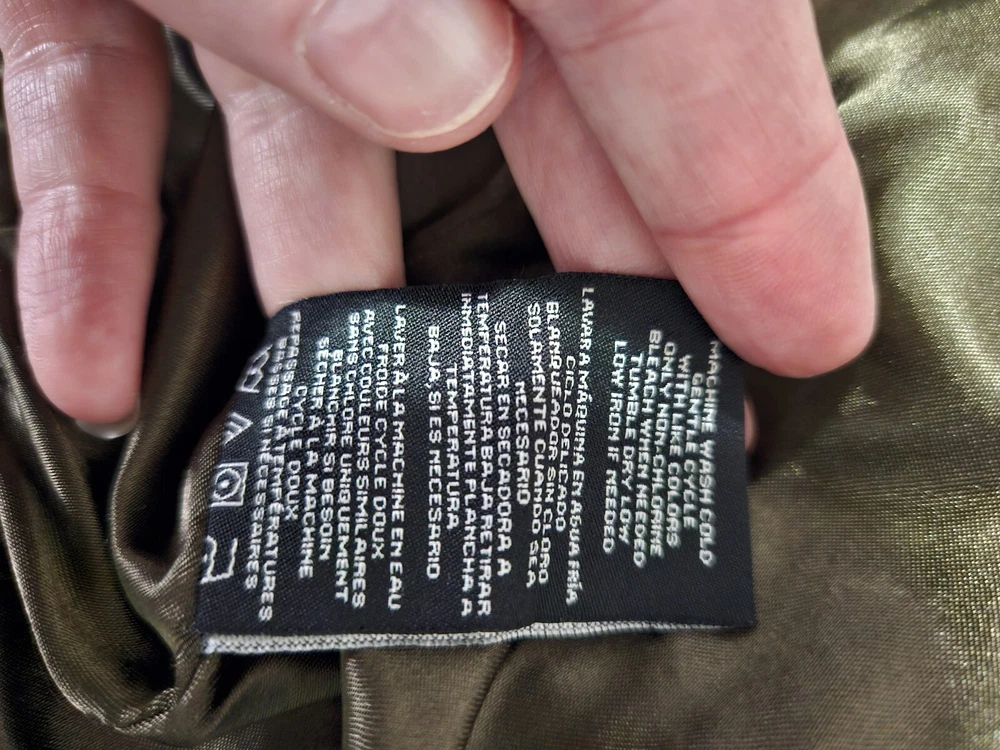 MACHINE WASH COLD
GENTLE CYCLE
WITH LIKE COLORS
ONLY NON CHLORINE
BLEACH WHEN NEEDED
TUMBLE DRY LOW
LOW IRON IF NEEDED
LAVAR A MÁQUINA EN AGUA FRÍA
CICLO DELICADO
BLANQUEADOR SIN CLORO
SOLAMENTE CUANDO SEA
NECESARIO
SECAR EN SECADORA A
TEMPERATURA BAJA RETIRAR
INMEDIATAMENTE PLANCHA A
TEMPERATURA
BAJA, SI ES NECESARIO
LAVER À LA MACHINE EN EAU
FROIDE CYCLE DOUX
AVEC COULEURS SIMILAIRES
SANS CHLORE UNIQUEMENT
BLANCHIR SI BESOIN
SÉCHER À LA MACHINE
CYCLE DOUX
REPASSAGE À TEMPÉRATURES
BASSES SI NÉCESSAIRES